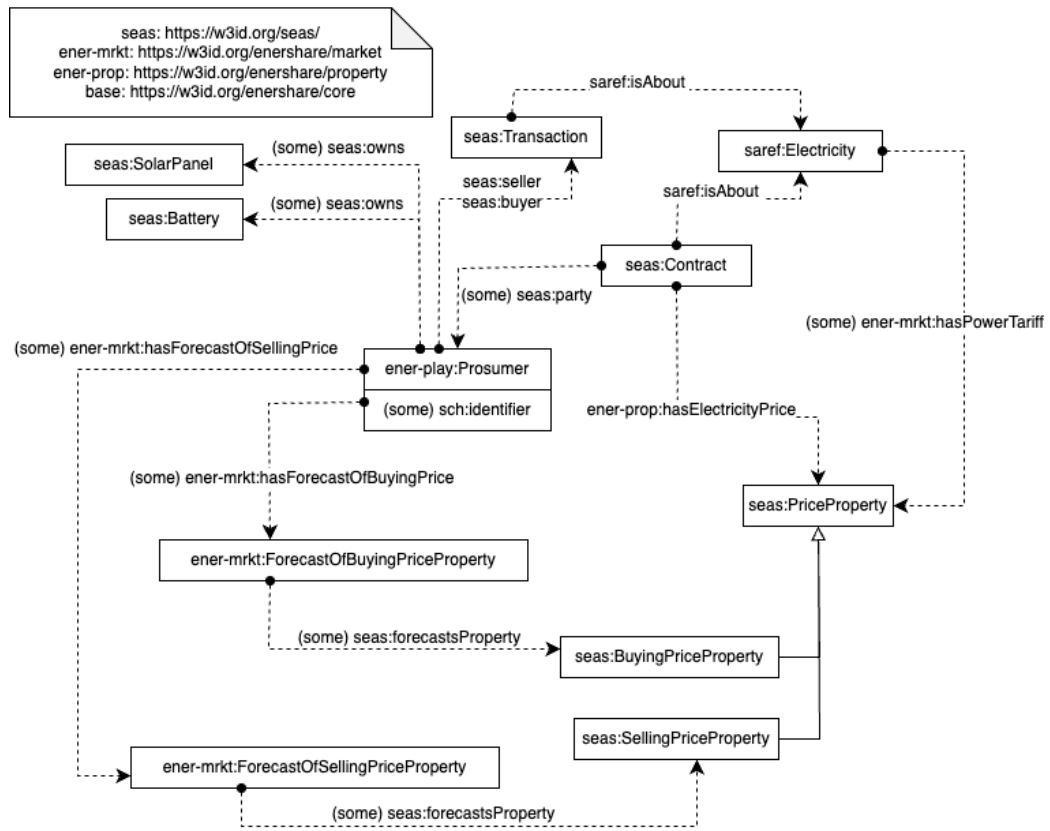 seas: https://w3id.org/seas/
ener-mrkt: https://w3id.org/enershare/market
ener-prop: https://w3id.org/enershare/property
base: https://w3id.org/enershare/core
saref:isAbout
seas:Transaction
saref:Electricity
seas:SolarPanel
(some) seas:owns
seas:seller
seas:buyer
saref:isAbout
seas:Battery
(some) seas:owns
seas:Contract
(some) seas:party
(some) ener-mrkt:hasPowerTariff
(some) ener-mrkt:hasForecastOfSellingPrice
ener-play:Prosumer
(some) sch:identifier
ener-prop:hasElectricityPrice
(some) ener-mrkt:hasForecastOfBuyingPrice
seas:PriceProperty
ener-mrkt:ForecastOfBuyingPriceProperty
(some) seas:forecastsProperty
seas:BuyingPriceProperty
seas:SellingPriceProperty
ener-mrkt:ForecastOfSellingPriceProperty
(some) seas:forecastsProperty